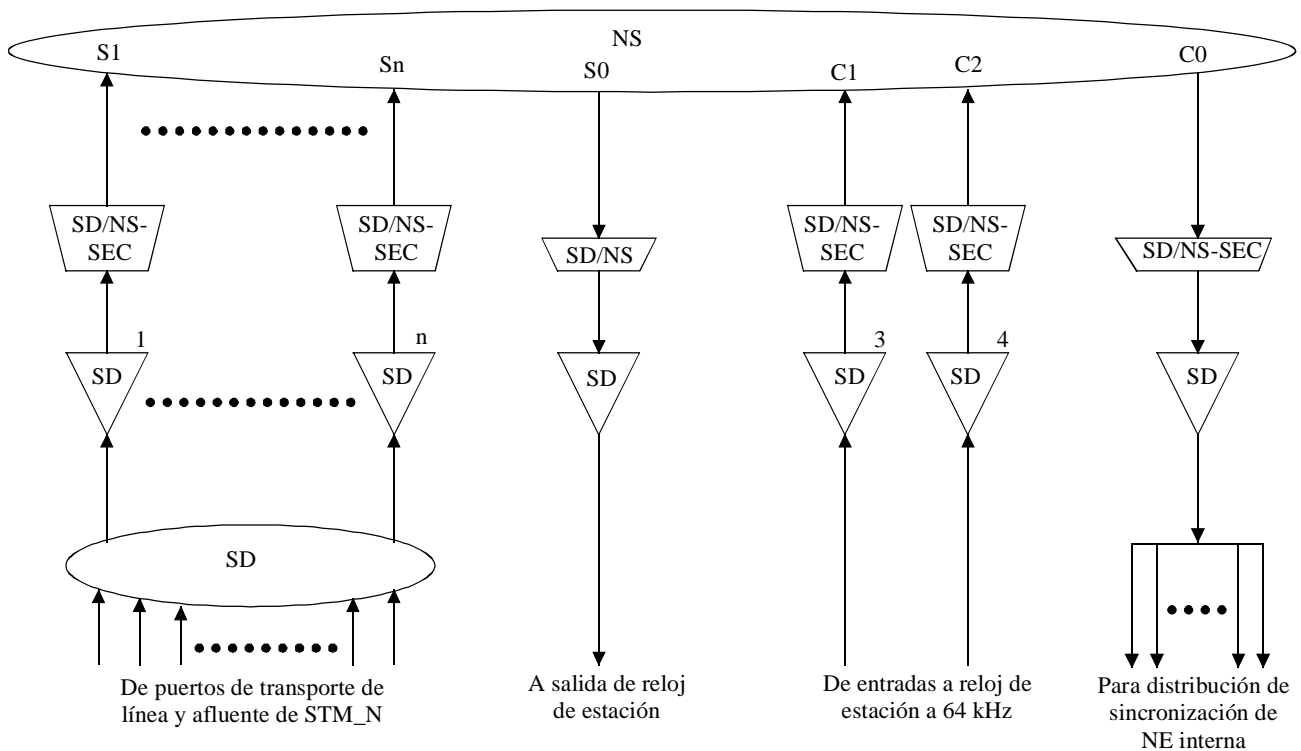 NS
S1
Sn
S0
C1
C2
C0
SD/NS-
SEC
SD/NS-
SEC
SD/NS
SD/NS-
SEC
SD/NS-
SEC
SD/NS-SEC
1
n
3
4
SD
SD
SD
SD
SD
SD
SD
De puertos de transporte de
línea y afluente de STM_N
A salida de reloj
de estación
De entradas a reloj de
estación a 64 kHz
Para distribución de
sincronización de
NE interna